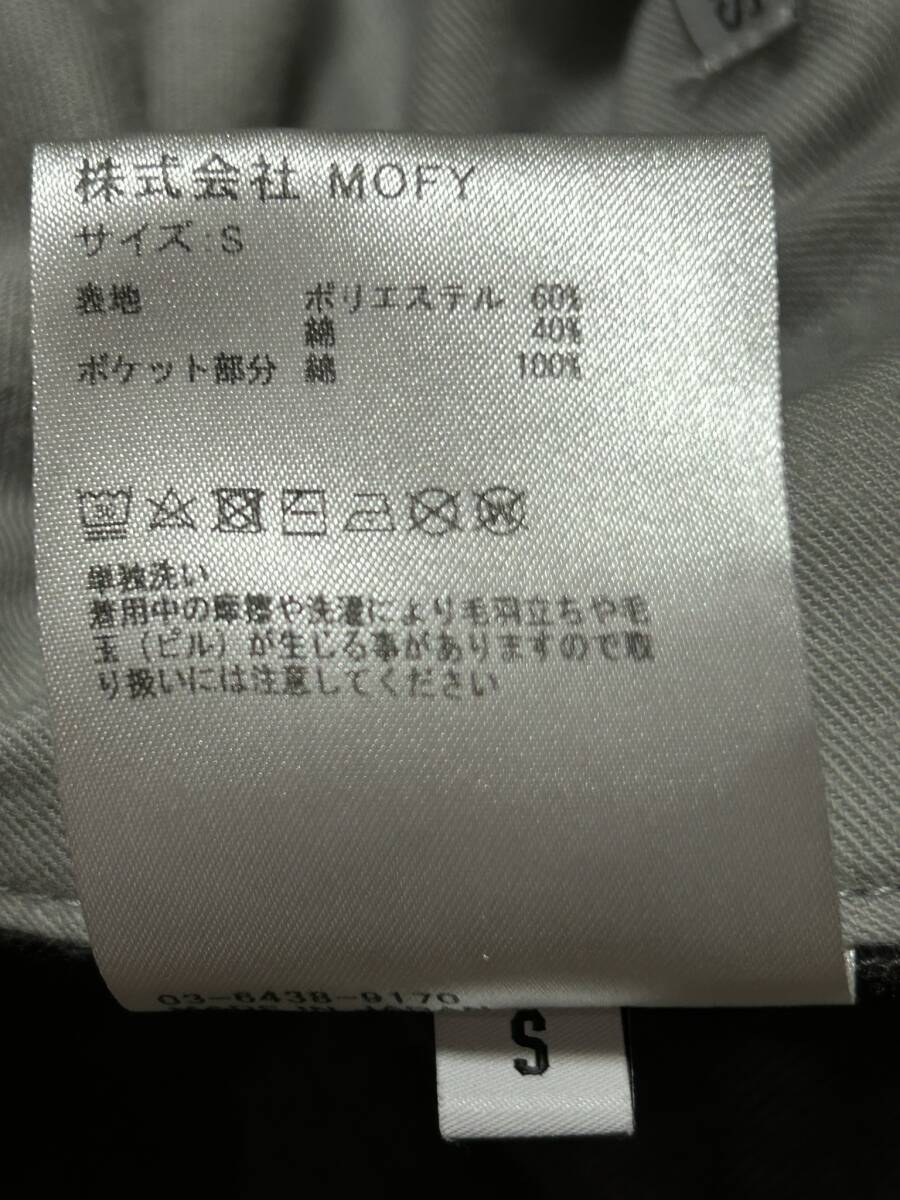 S
株式会社 MOFY
サイズ:S
表地 ポリエステル 60%
綿 40%
ポケット部分 綿 100%
単独洗い
着用中の摩擦や洗濯により毛羽立ちや毛
玉（ピル）が生じる事がありますので取
り扱いには注意してください
03-6438-9170
MADE IN JAPAN
S